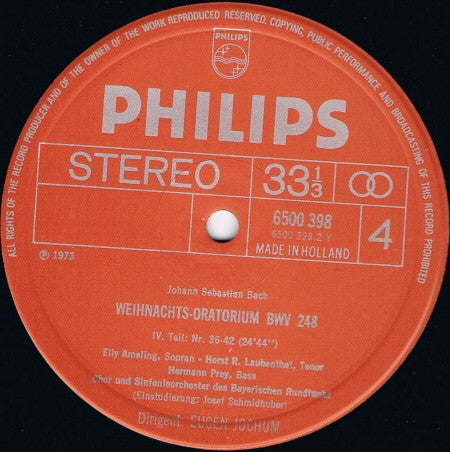 ALL RIGHTS OF THE RECORD PRODUCER AND OF THE OWNER OF THE WORK REPRODUCED RESERVED. COPYING, PUBLIC PERFORMANCE AND BROADCASTING OF THIS RECORD PROHIBITED
PHILIPS
PHILIPS
STEREO 33 1/3
6500 398
6500 398.2 Y
MADE IN HOLLAND
4
℗ 1973
Johann Sebastian Bach
WEIHNACHTS-ORATORIUM BWV 248
IV. Teil: Nr. 36-42 (24'44")
Elly Ameling, Sopran - Horst R. Laubenthal, Tenor
Hermann Prey, Bass
Chor und Sinfonieorchester des Bayerischen Rundfunks
(Einstudierung: Josef Schmidhuber)
Dirigent: EUGEN JOCHUM